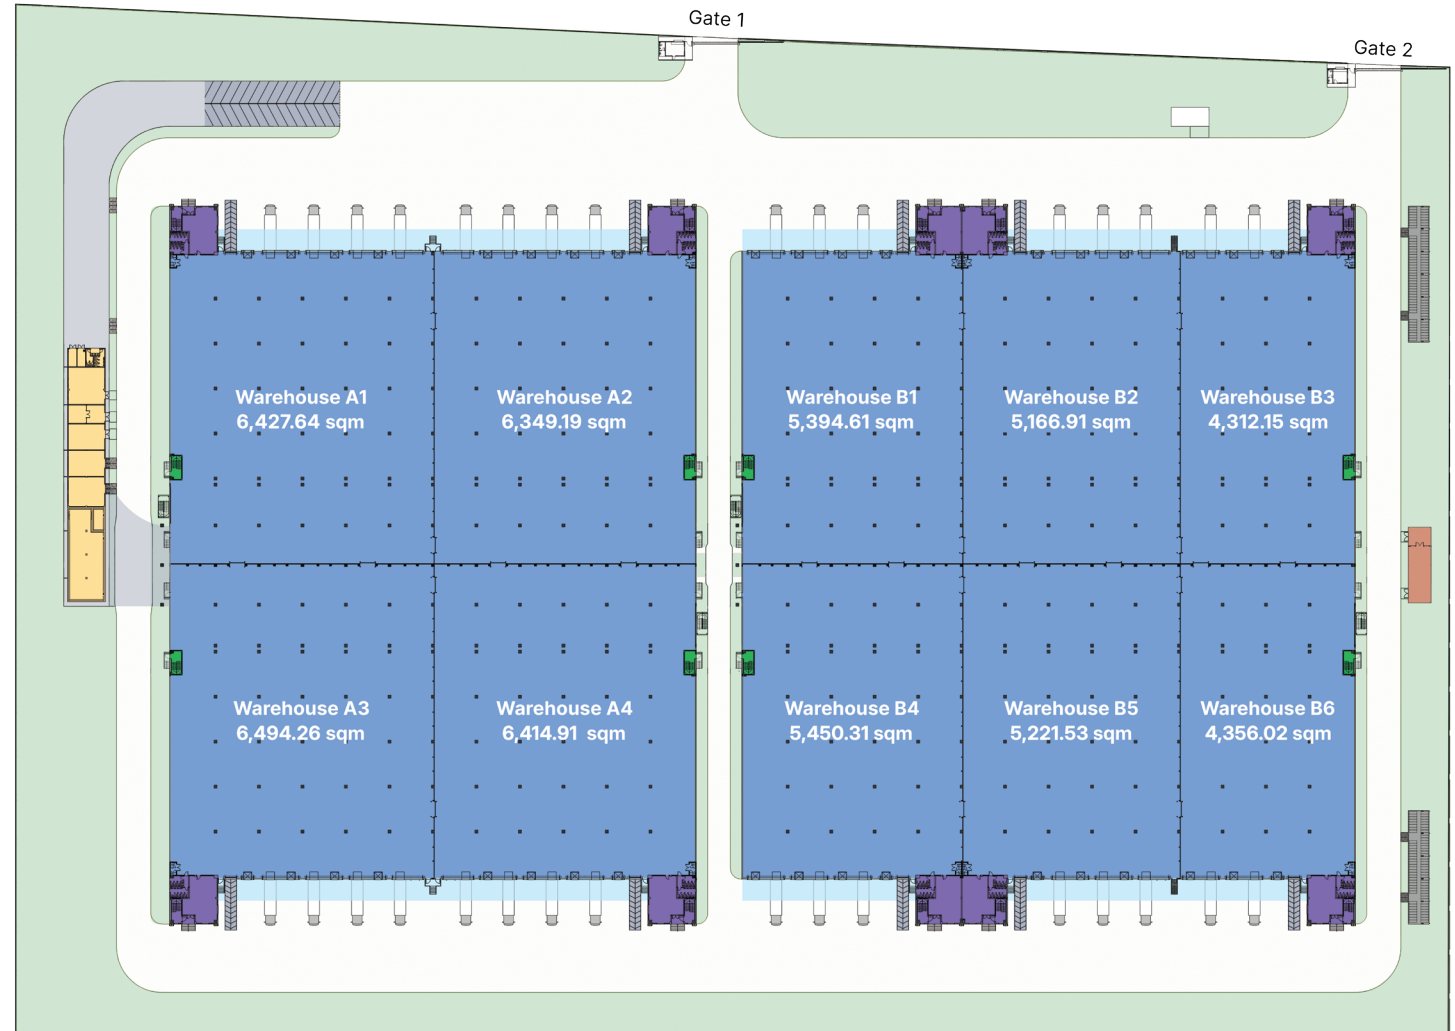 Gate 1
Gate 2
Warehouse A1
6,427.64 sqm
Warehouse A2
6,349.19 sqm
Warehouse B1
5,394.61 sqm
Warehouse B2
5,166.91 sqm
Warehouse B3
4,312.15 sqm
Warehouse A3
6,494.26 sqm
Warehouse A4
6,414.91 sqm
Warehouse B4
5,450.31 sqm
Warehouse B5
5,221.53 sqm
Warehouse B6
4,356.02 sqm